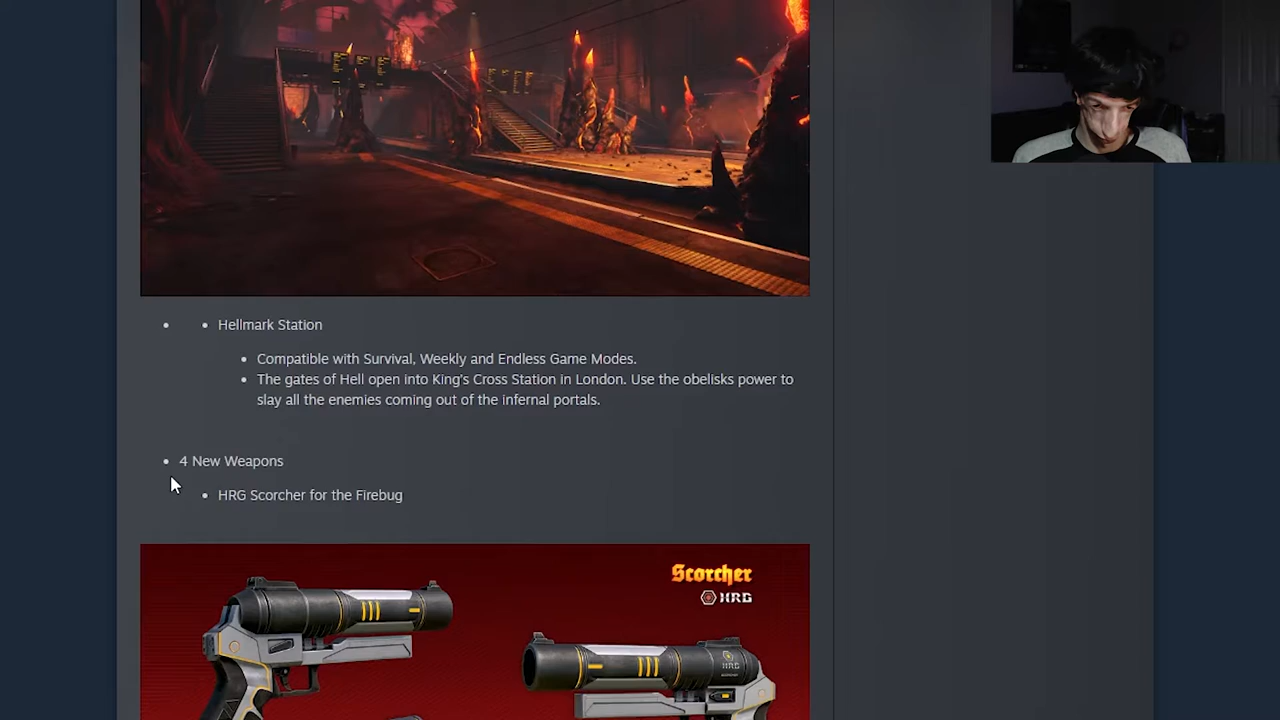 Hellmark Station
Compatible with Survival, Weekly and Endless Game Modes.
The gates of Hell open into King's Cross Station in London. Use the obelisks power to
slay all the enemies coming out of the infernal portals.
4 New Weapons
HRG Scorcher for the Firebug
Scorcher
HRG
HRG